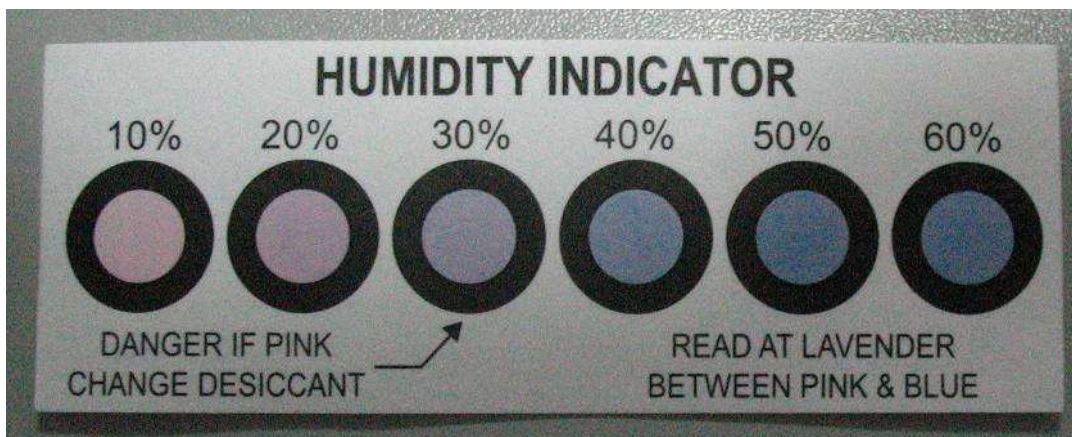 HUMIDITY INDICATOR
10% 20% 30% 40% 50% 60%
DANGER IF PINK
CHANGE DESICCANT
READ AT LAVENDER
BETWEEN PINK & BLUE